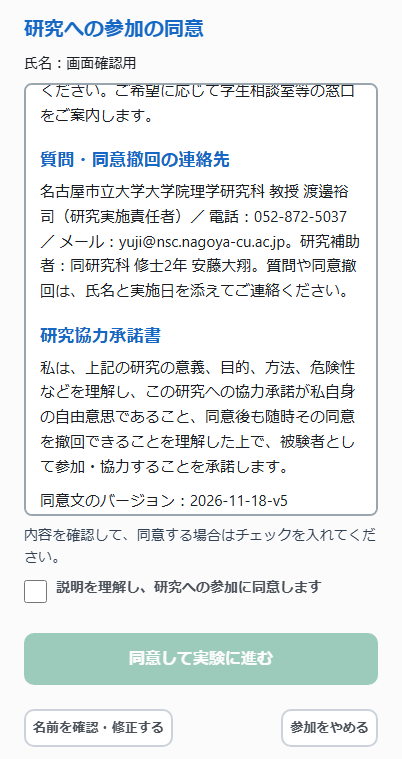 研究への参加の同意
氏名：画面確認用
ください。ご希望に応じて学生相談室等の窓口
をご案内します。
質問・同意撤回の連絡先
名古屋市立大学大学院理学研究科 教授 渡邉裕
司（研究実施責任者）／ 電話：052-872-5037
／ メール：yuji@nsc.nagoya-cu.ac.jp。研究補助
者：同研究科 修士2年 安藤大翔。質問や同意撤
回は、氏名と実施日を添えてご連絡ください。
研究協力承諾書
私は、上記の研究の意義、目的、方法、危険性
などを理解し、この研究への協力承諾が私自身
の自由意思であること、同意後も随時その同意
を撤回できることを理解した上で、被験者とし
て参加・協力することを承諾します。
同意文のバージョン：2026-11-18-v5
内容を確認して、同意する場合はチェックを入れてくだ
さい。
説明を理解し、研究への参加に同意します
同意して実験に進む
名前を確認・修正する
参加をやめる